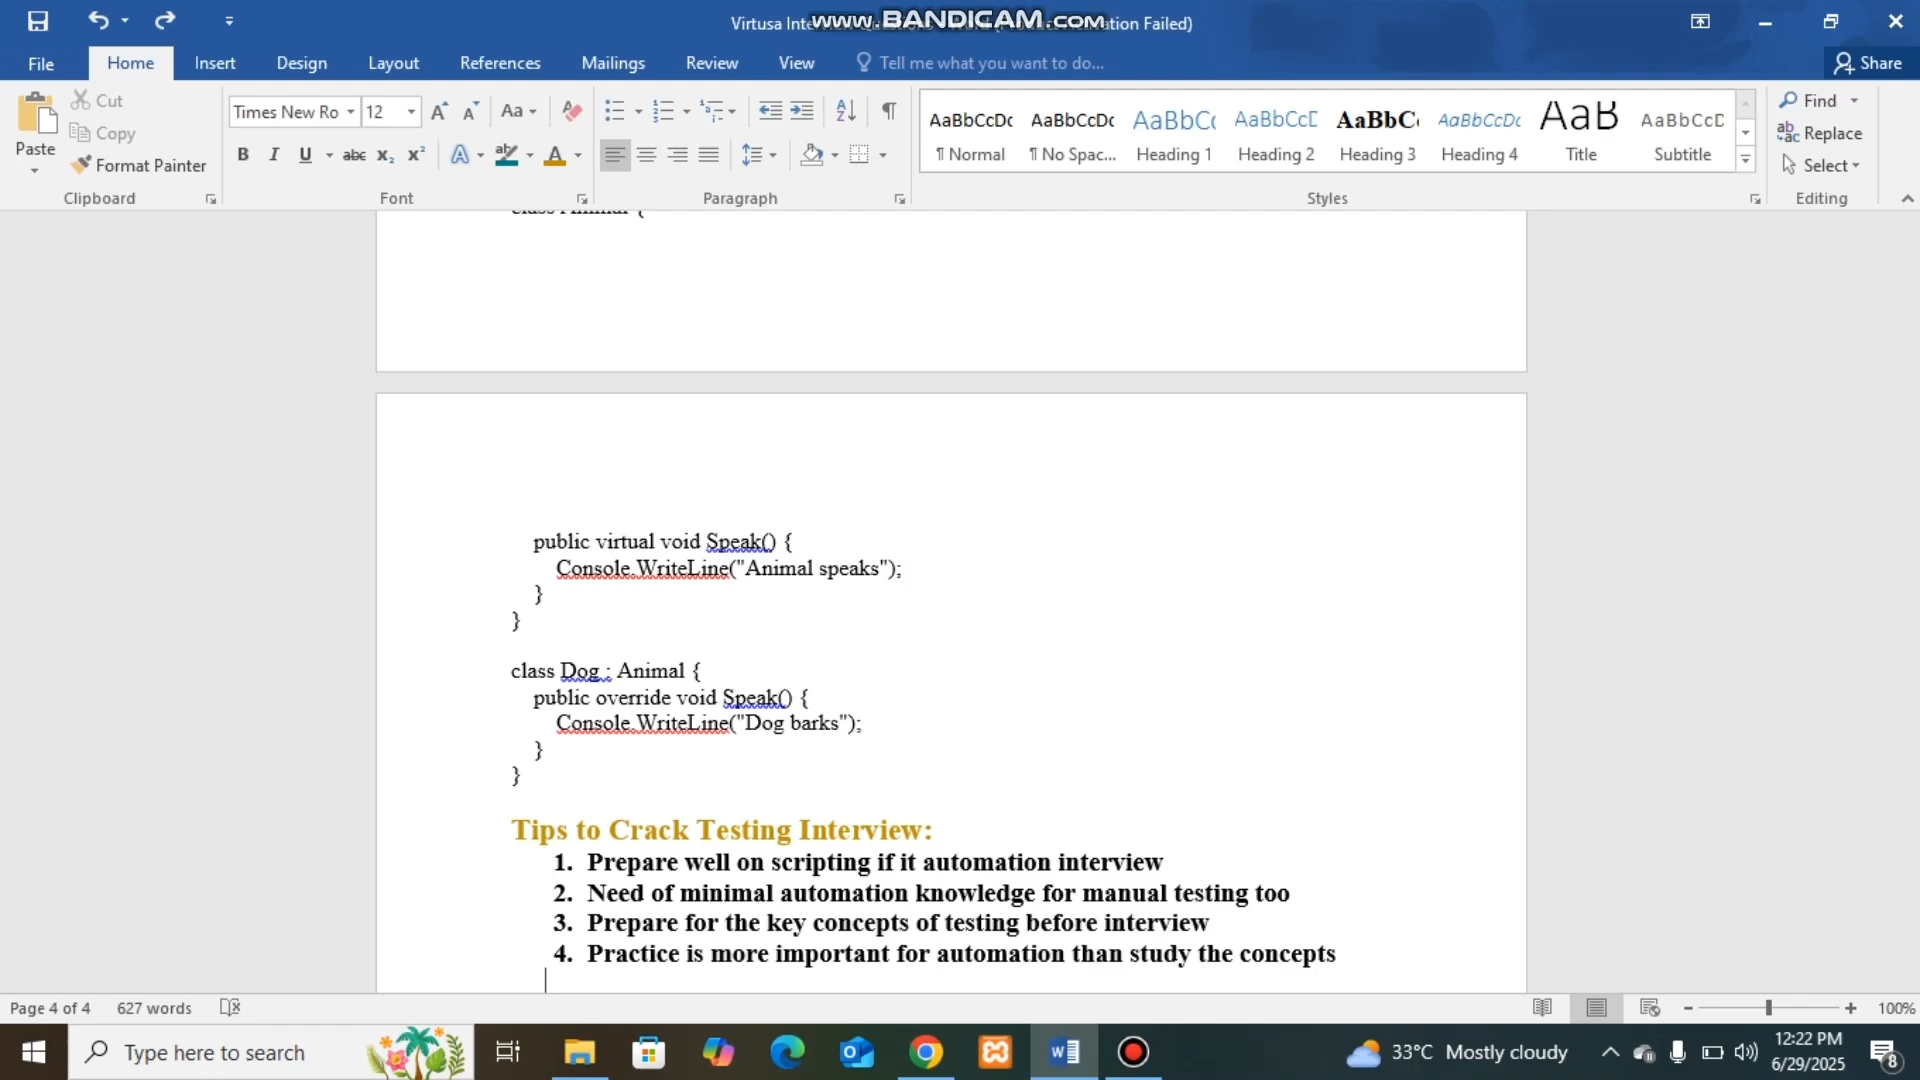 www.BANDICAM.com
Virtusa Inte
ation Failed)
File
Home
Insert
Design
Layout
References
Mailings
Review
View
Tell me what you want to do...
Share
Paste
Cut
Copy
Format Painter
Clipboard
Times New Ro
12
Aa
Font
Paragraph
AaBbCcDc
¶ Normal
AaBbCcDc
¶ No Spac...
AaBbC
Heading 1
AaBbCcE
Heading 2
AaBbC
Heading 3
AaBbCcDc
Heading 4
AaB
Title
AaBbCcD
Subtitle
Styles
Find
Replace
Select
Editing
class Animal {
public virtual void Speak() {
Console.WriteLine("Animal speaks");
}
}
class Dog : Animal {
public override void Speak() {
Console.WriteLine("Dog barks");
}
}
Tips to Crack Testing Interview:
1. Prepare well on scripting if it automation interview
2. Need of minimal automation knowledge for manual testing too
3. Prepare for the key concepts of testing before interview
4. Practice is more important for automation than study the concepts
Page 4 of 4
627 words
100%
Type here to search
33°C Mostly cloudy
12:22 PM
6/29/2025
8